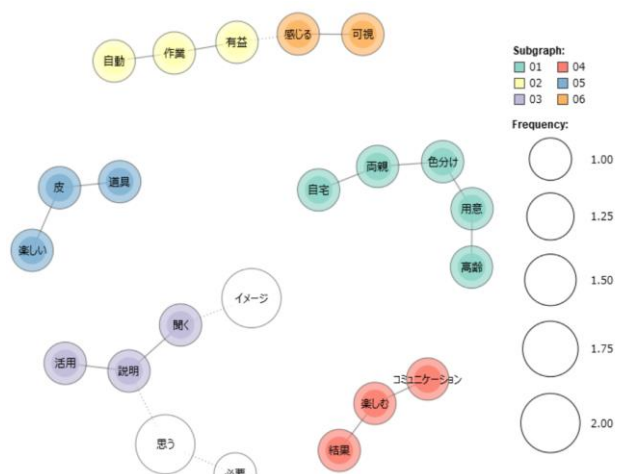 自動
作業
有益
感じる
可視
Subgraph:
01
04
02
05
03
06
Frequency:
1.00
1.25
1.50
1.75
2.00
皮
道具
楽しい
自宅
両親
色分け
用意
高齢
イメージ
聞く
活用
説明
思う
コミュニケーション
楽しむ
結果